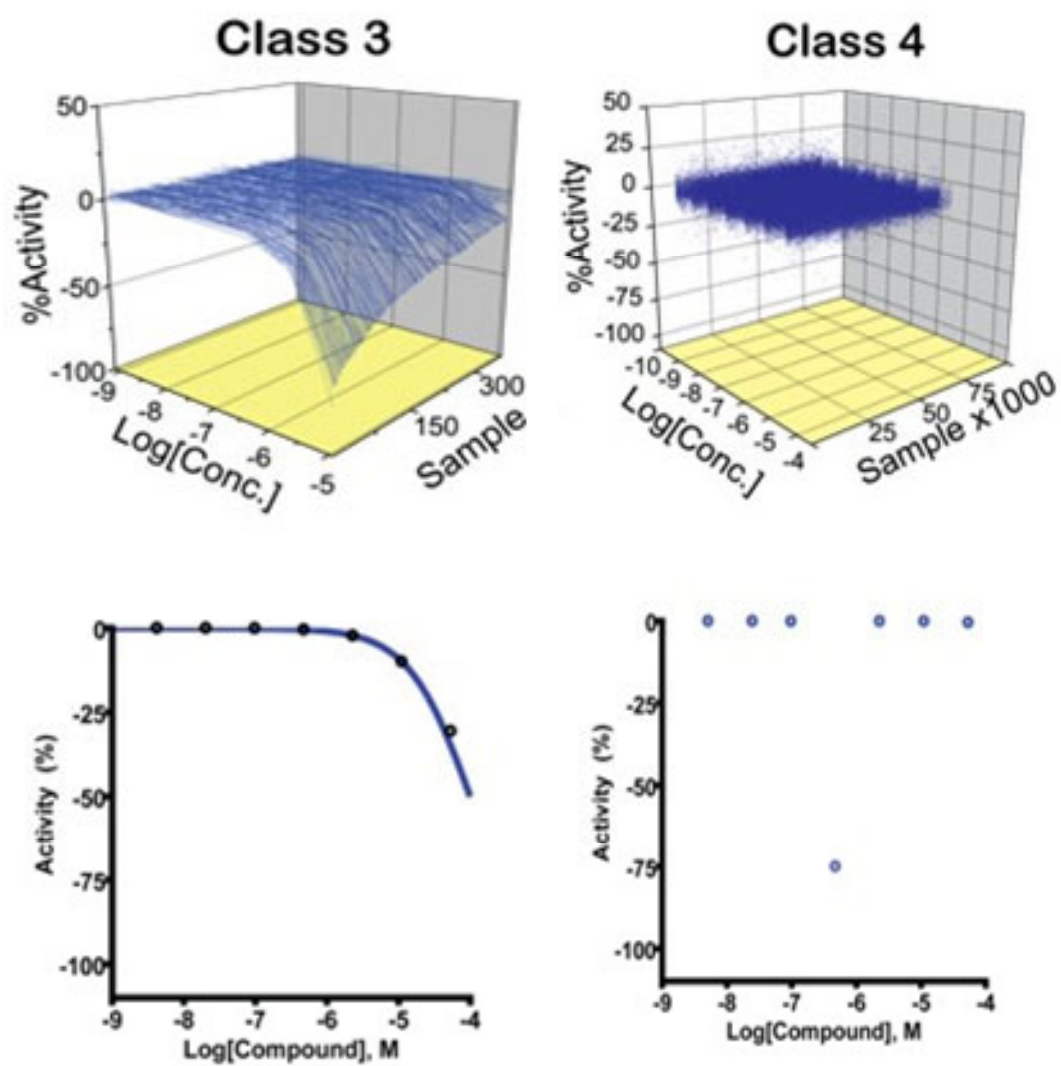 Class 3
50
0
-50
-100
%Activity
-9
-8
-7
-6
-5
Log[Conc.]
150
300
Sample
Class 4
50
25
0
-25
-50
-75
-100
%Activity
-10
-9
-8
-7
-6
-5
-4
Log[Conc.]
25
50
75
Sample x1000
0
-25
-50
-75
-100
Activity (%)
-9 -8 -7 -6 -5 -4
Log[Compound], M
0
-25
-50
-75
-100
Activity (%)
-9 -8 -7 -6 -5 -4
Log[Compound], M